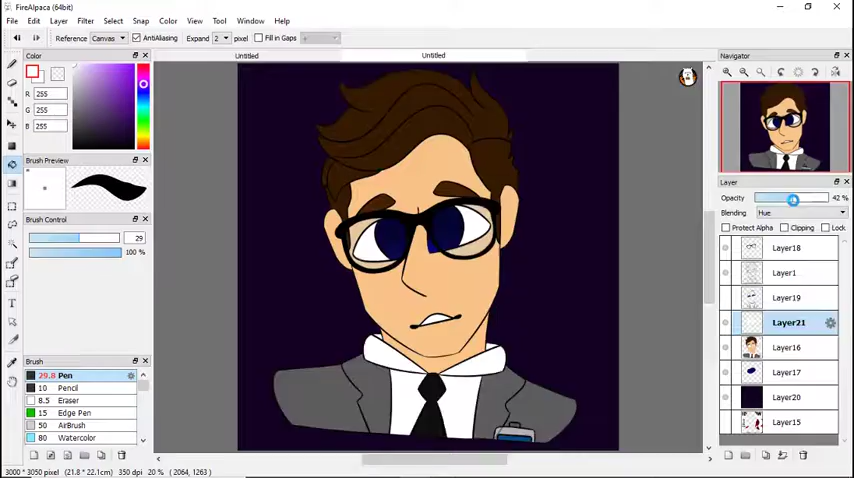 FireAlpaca (64bit)
File Edit Layer Filter Select Snap Color View Tool Window Help
Reference Canvas AntiAliasing Expand 2 pixel Fill in Gaps
Untitled Untitled
Color
R 255
G 255
B 255
Brush Preview
Brush Control
29
100 %
Brush
29.8 Pen
10 Pencil
8.5 Eraser
15 Edge Pen
50 AirBrush
80 Watercolor
Navigator
Layer
Opacity 42 %
Blending Hue
Protect Alpha Clipping Lock
Layer18
Layer1
Layer19
Layer21
Layer16
Layer17
Layer20
Layer15
3000 * 3050 pixel (21.8 * 22.1cm) 350 dpi 20 % (2064, 1263)